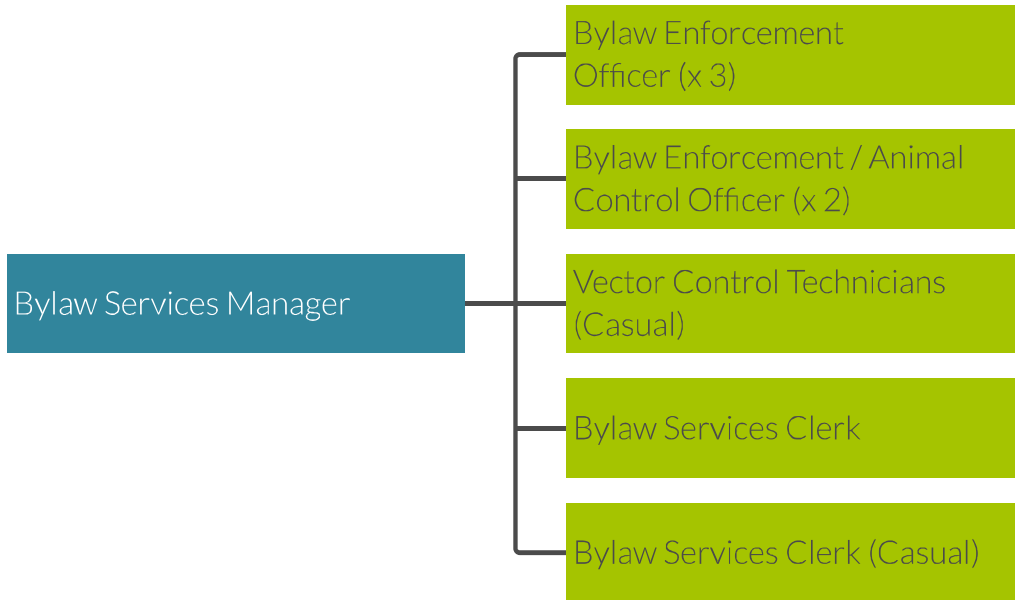 Bylaw Enforcement
Officer (x 3)
Bylaw Enforcement / Animal
Control Officer (x 2)
Bylaw Services Manager
Vector Control Technicians
(Casual)
Bylaw Services Clerk
Bylaw Services Clerk (Casual)